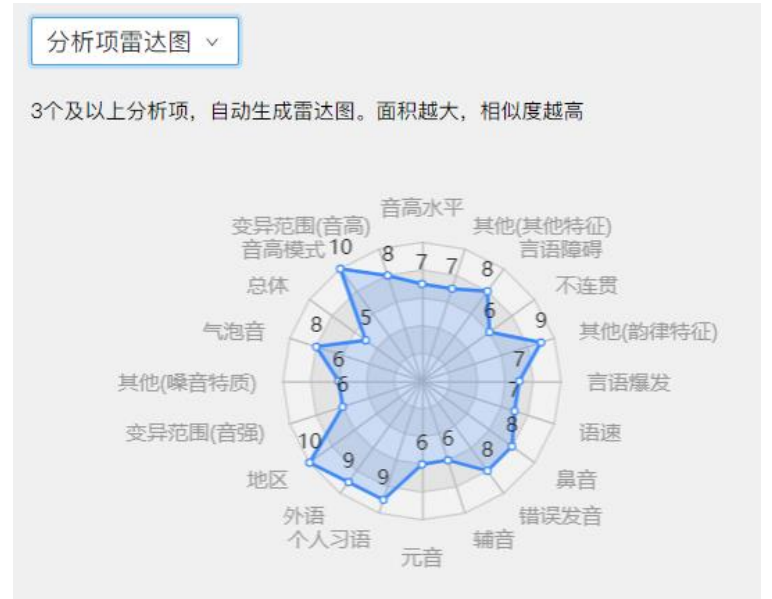 分析项雷达图
3个及以上分析项，自动生成雷达图。面积越大，相似度越高
音高水平
变异范围(音高)
其他(其他特征)
音高模式
10
8
7
7
8
言语障碍
总体
不连贯
气泡音
8
5
6
9
其他(韵律特征)
其他(嗓音特质)
6
6
7
言语爆发
变异范围(音强)
7
语速
地区
10
9
9
6
6
8
8
鼻音
外语
错误发音
个人习语
辅音
元音